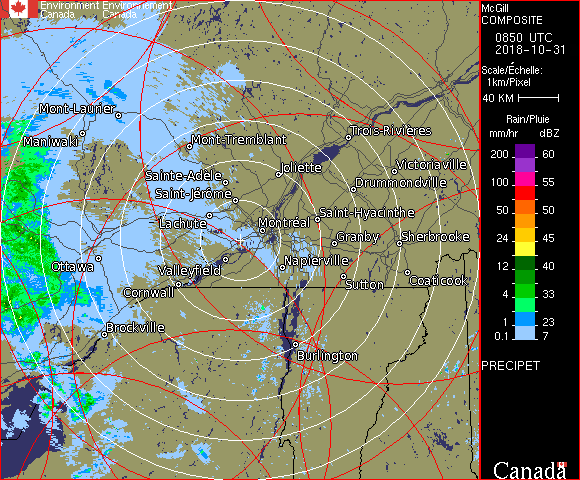 Environment Environnement
Canada Canada
McGill
COMPOSITE
0850 UTC
2018-10-31
Scale/Échelle:
1km/Pixel
40 KM
Rain/Pluie
mm/hr dBZ
200 60
150 57
100 55
50 50
24 45
12 40
4 33
1 23
0.1 7
PRECIPET
Canada
Mont-Laurier
Maniwaki
Mont-Tremblant
Trois-Rivières
Joliette
Victoriaville
Sainte-Adèle
Drummondville
Saint-Jérôme
Saint-Hyacinthe
Lachute
Montréal
Granby
Sherbrooke
Ottawa
Valleyfield
Napierville
Cornwall
Sutton
Coaticook
Brockville
Burlington